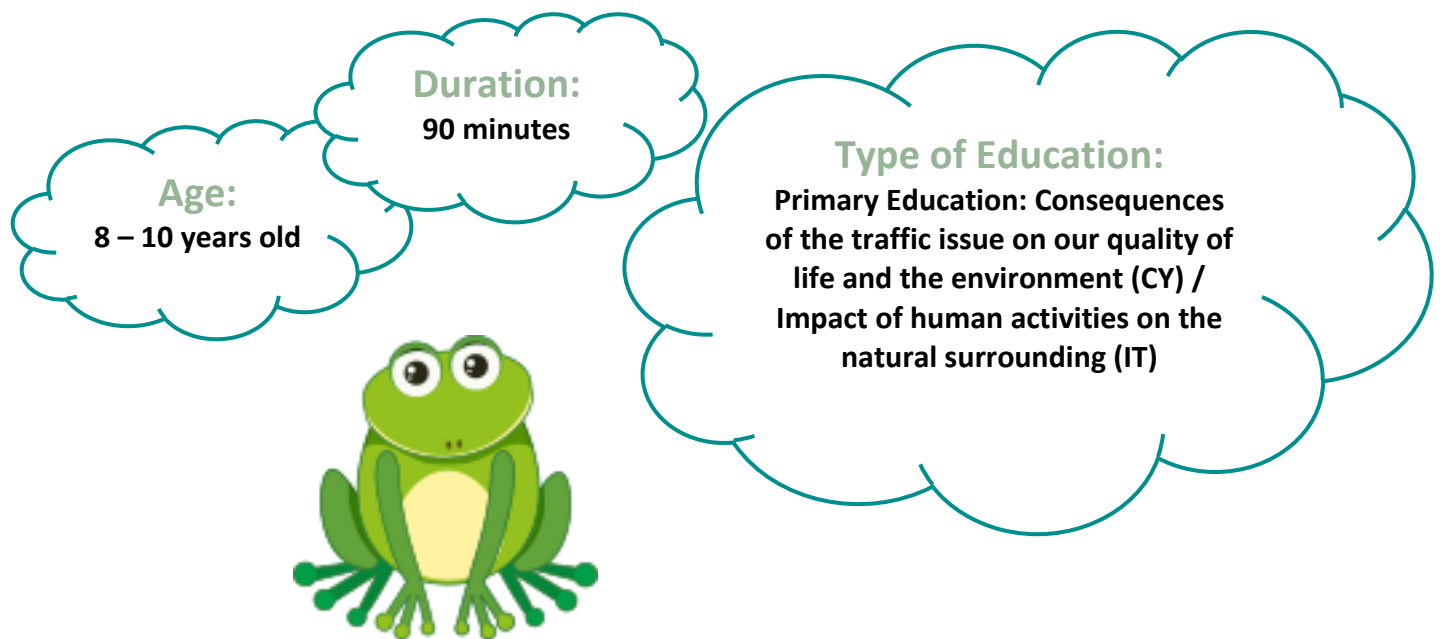 Age:
8 – 10 years old
Duration:
90 minutes
Type of Education:
Primary Education: Consequences
of the traffic issue on our quality of
life and the environment (CY) /
Impact of human activities on the
natural surrounding (IT)